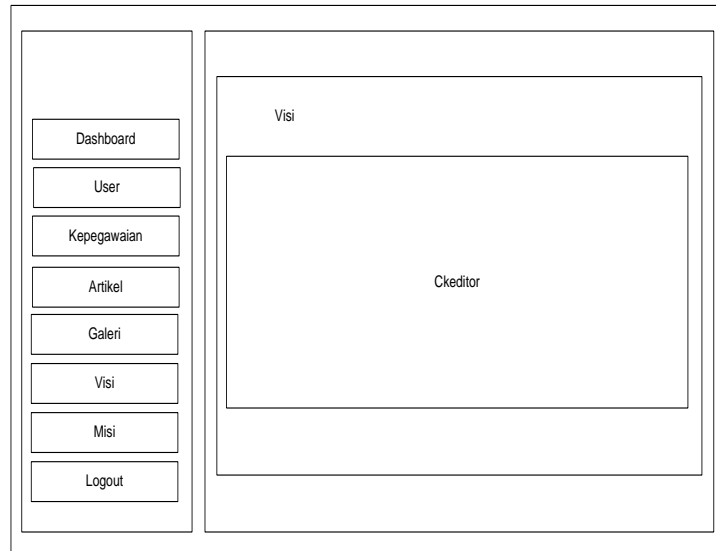 Dashboard
User
Kepegawaian
Artikel
Galeri
Visi
Misi
Logout
Visi
Ckeditor